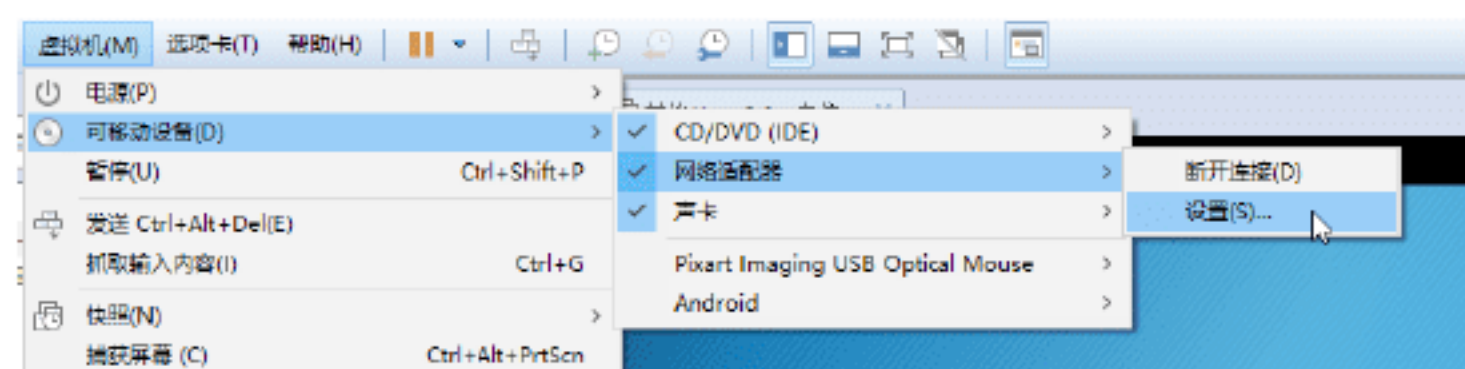 虚拟机(M) 选项卡(T) 帮助(H)
电源(P)
可移动设备(D)
暂停(U) Ctrl+Shift+P
发送 Ctrl+Alt+Del(E)
抓取输入内容(I) Ctrl+G
快照(N)
捕获屏幕 (C) Ctrl+Alt+PrtScn
CD/DVD (IDE)
网络适配器
声卡
Pixart Imaging USB Optical Mouse
Android
断开连接(D)
设置(S)...